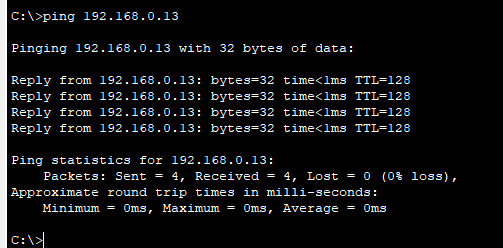 C:\>ping 192.168.0.13
Pinging 192.168.0.13 with 32 bytes of data:
Reply from 192.168.0.13: bytes=32 time<1ms TTL=128
Reply from 192.168.0.13: bytes=32 time<1ms TTL=128
Reply from 192.168.0.13: bytes=32 time<1ms TTL=128
Reply from 192.168.0.13: bytes=32 time<1ms TTL=128
Ping statistics for 192.168.0.13:
    Packets: Sent = 4, Received = 4, Lost = 0 (0% loss),
Approximate round trip times in milli-seconds:
    Minimum = 0ms, Maximum = 0ms, Average = 0ms
C:\>